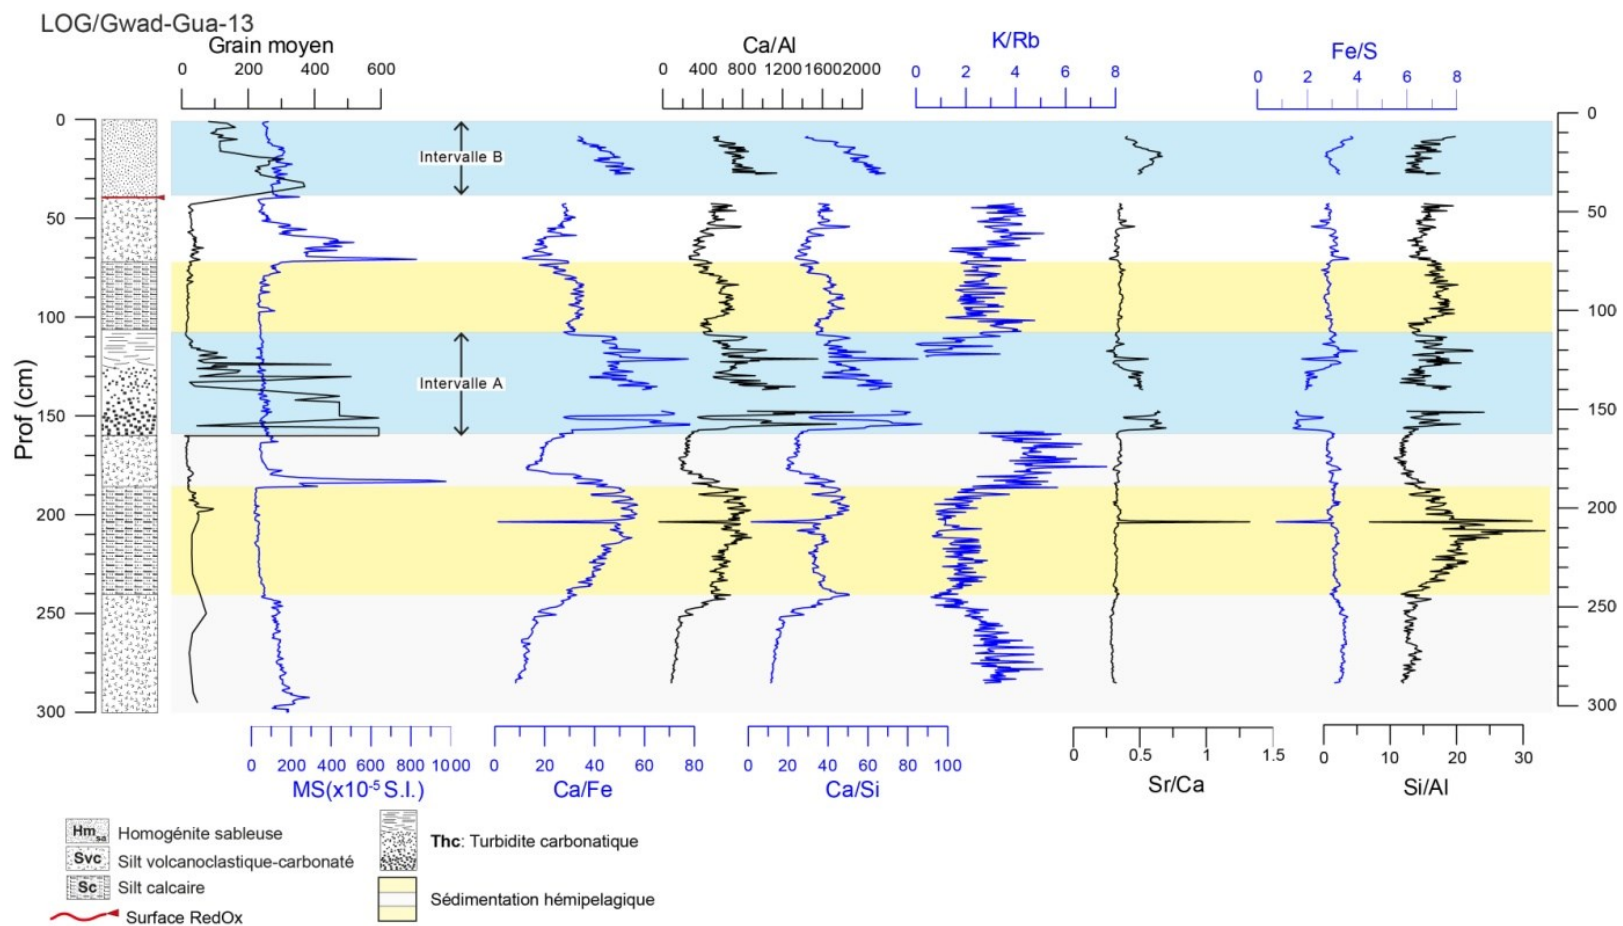 LOG/Gwad-Gua-13
Grain moyen
0 200 400 600
Ca/Al
0 400 800 1200 1600 2000
K/Rb
0 2 4 6 8
Fe/S
0 2 4 6 8
Prof (cm)
0
50
100
150
200
250
300
Intervalle B
Intervalle A
0
50
100
150
200
250
300
0 200 400 600 800 1000
MS(x10-5 S.I.)
0 20 40 60 80
Ca/Fe
0 20 40 60 80 100
Ca/Si
0 0.5 1 1.5
Sr/Ca
0 10 20 30
Si/Al
Hm sa Homogénite sableuse
Svc Silt volcanoclastique-carbonaté
Sc Silt calcaire
Surface RedOx
Thc: Turbidite carbonatique
Sédimentation hémipelagique